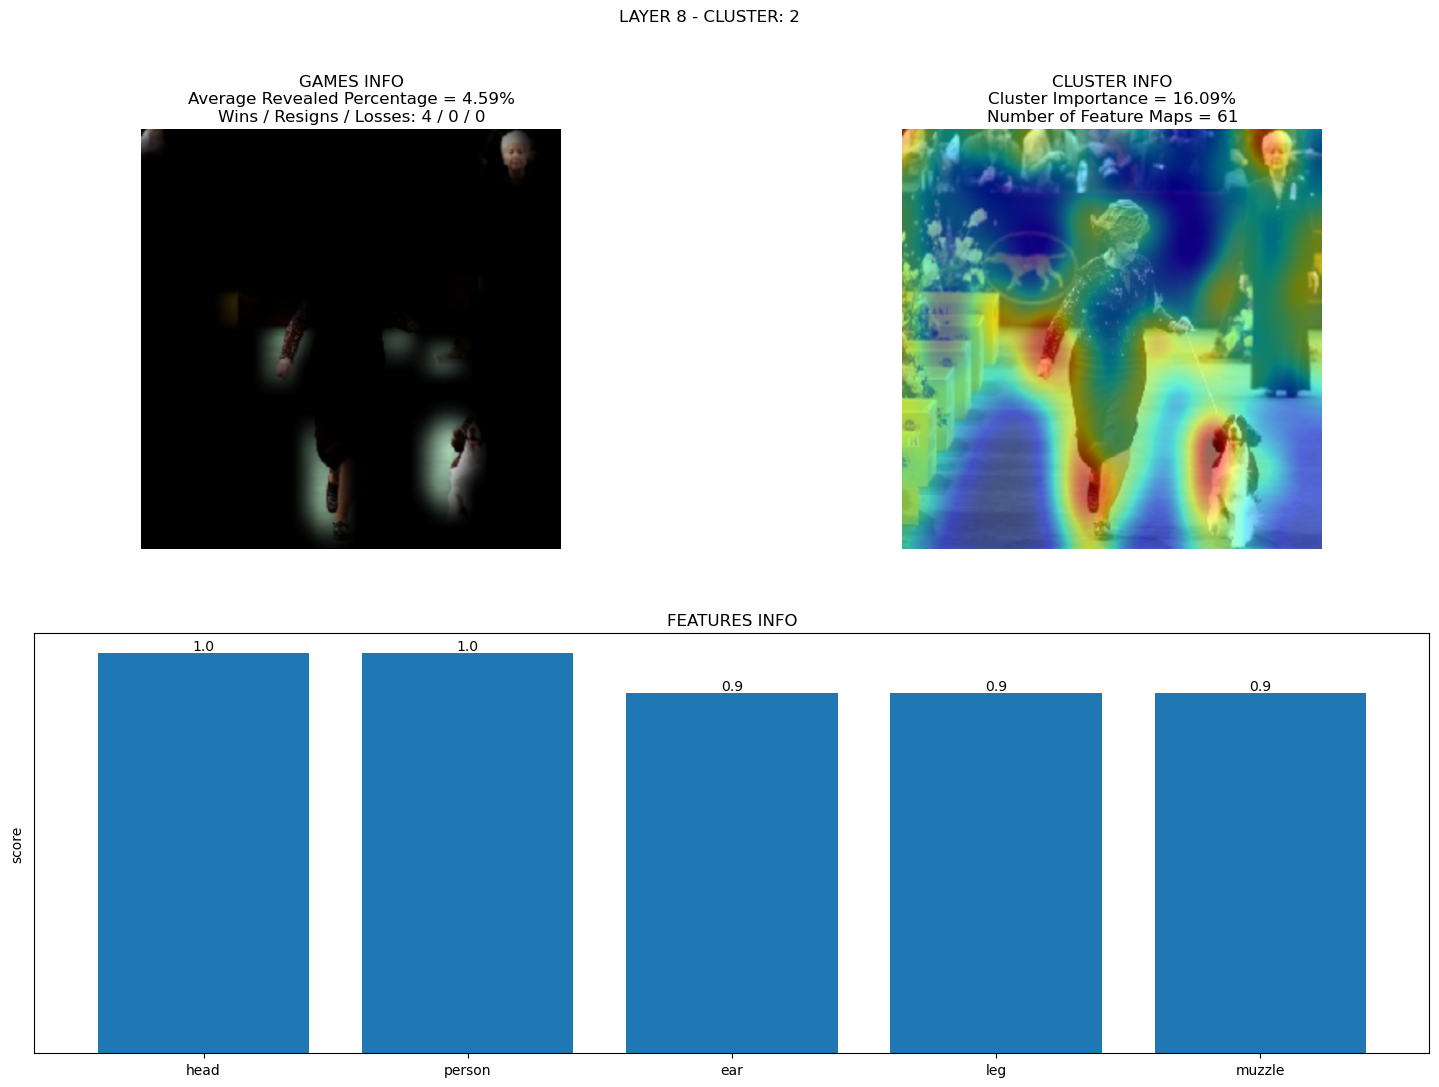 LAYER 8 - CLUSTER: 2
GAMES INFO
Average Revealed Percentage = 4.59%
Wins / Resigns / Losses: 4 / 0 / 0
CLUSTER INFO
Cluster Importance = 16.09%
Number of Feature Maps = 61
FEATURES INFO
score
1.0
1.0
0.9
0.9
0.9
head
person
ear
leg
muzzle